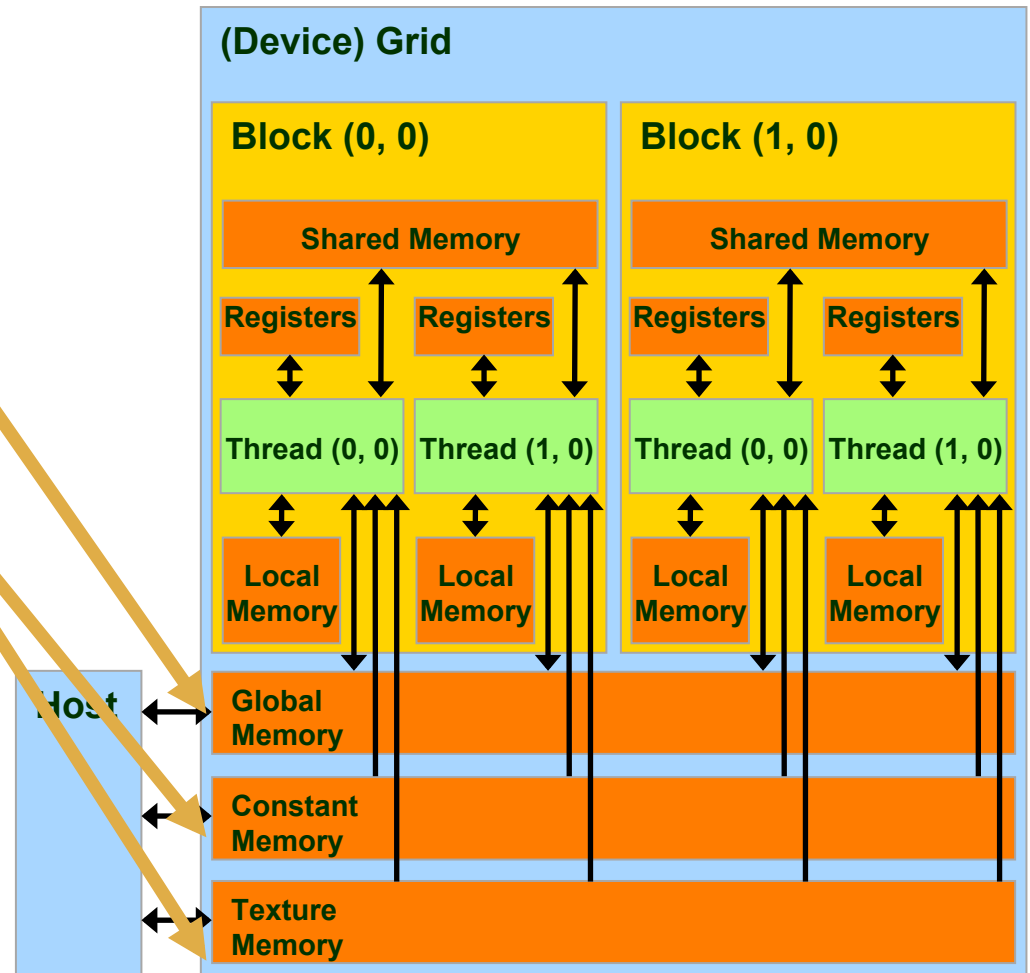 (Device) Grid
Block (0, 0)
Block (1, 0)
Shared Memory
Shared Memory
Registers
Registers
Registers
Registers
Thread (0, 0)
Thread (1, 0)
Thread (0, 0)
Thread (1, 0)
Local
Memory
Local
Memory
Local
Memory
Local
Memory
Host
Global
Memory
Constant
Memory
Texture
Memory